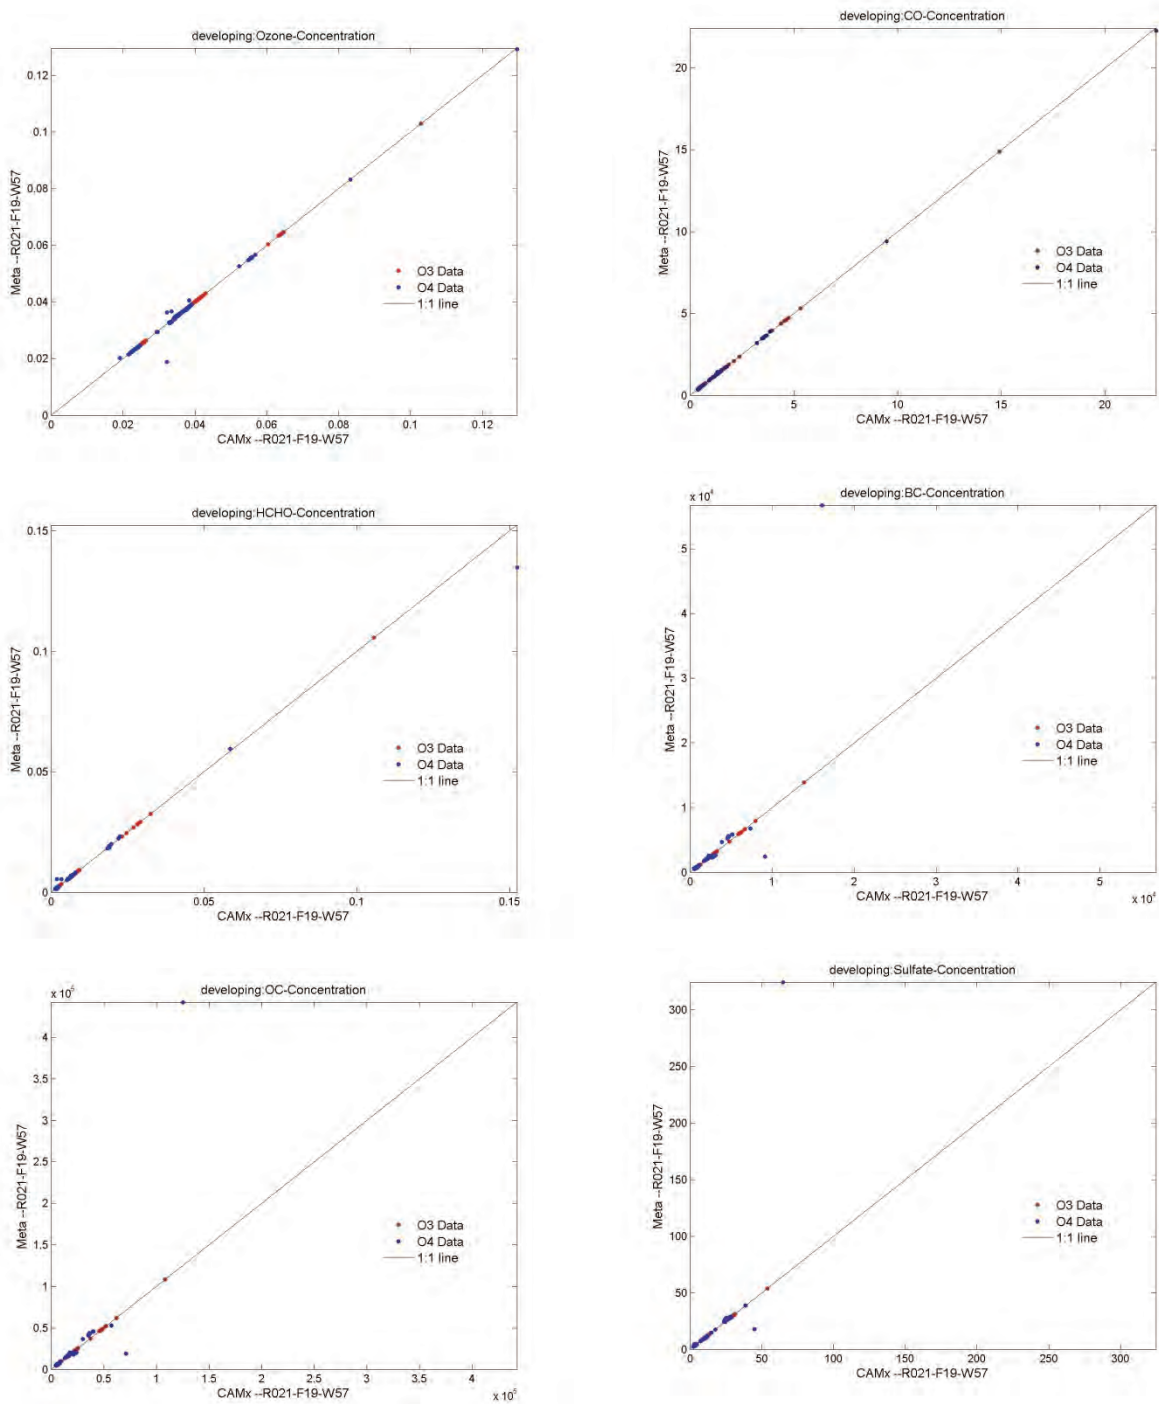 developing:Ozone-Concentration
0.12
0.1
0.08
0.06
0.04
0.02
0
Meta --R021-F19-W57
O3 Data
O4 Data
1:1 line
0 0.02 0.04 0.06 0.08 0.1 0.12
CAMx --R021-F19-W57
developing:CO-Concentration
20
15
10
5
0
Meta --R021-F19-W57
O3 Data
O4 Data
1:1 line
0 5 10 15 20
CAMx --R021-F19-W57
developing:HCHO-Concentration
0.15
0.1
0.05
0
Meta --R021-F19-W57
O3 Data
O4 Data
1:1 line
0 0.05 0.1 0.15
CAMx --R021-F19-W57
x 10⁴
developing:BC-Concentration
5
4
3
2
1
0
Meta --R021-F19-W57
O3 Data
O4 Data
1:1 line
0 1 2 3 4 5
CAMx --R021-F19-W57
x 10⁴
x 10⁵
developing:OC-Concentration
4
3.5
3
2.5
2
1.5
1
0.5
0
Meta --R021-F19-W57
O3 Data
O4 Data
1:1 line
0 0.5 1 1.5 2 2.5 3 3.5 4
CAMx --R021-F19-W57
x 10⁵
developing:Sulfate-Concentration
300
250
200
150
100
50
0
Meta --R021-F19-W57
O3 Data
O4 Data
1:1 line
0 50 100 150 200 250 300
CAMx --R021-F19-W57